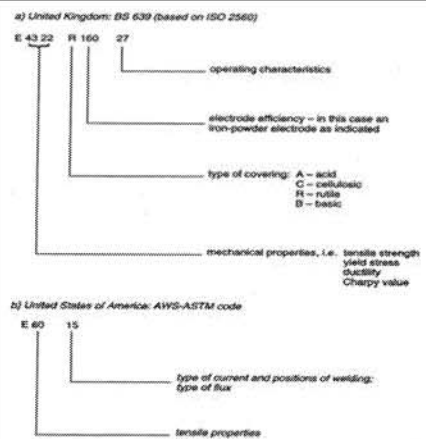 a) United Kingdom: BS 639 (based on ISO 2560)
E 43 22 R 160 27
operating characteristics
electrode efficiency – in this case an
iron-powder electrode as indicated
type of covering: A – acid
C – cellulosic
R – rutile
B – basic
mechanical properties, i.e. tensile strength
yield stress
ductility
Charpy value
b) United States of America: AWS-ASTM code
E 60 15
type of current and positions of welding;
type of flux
tensile properties